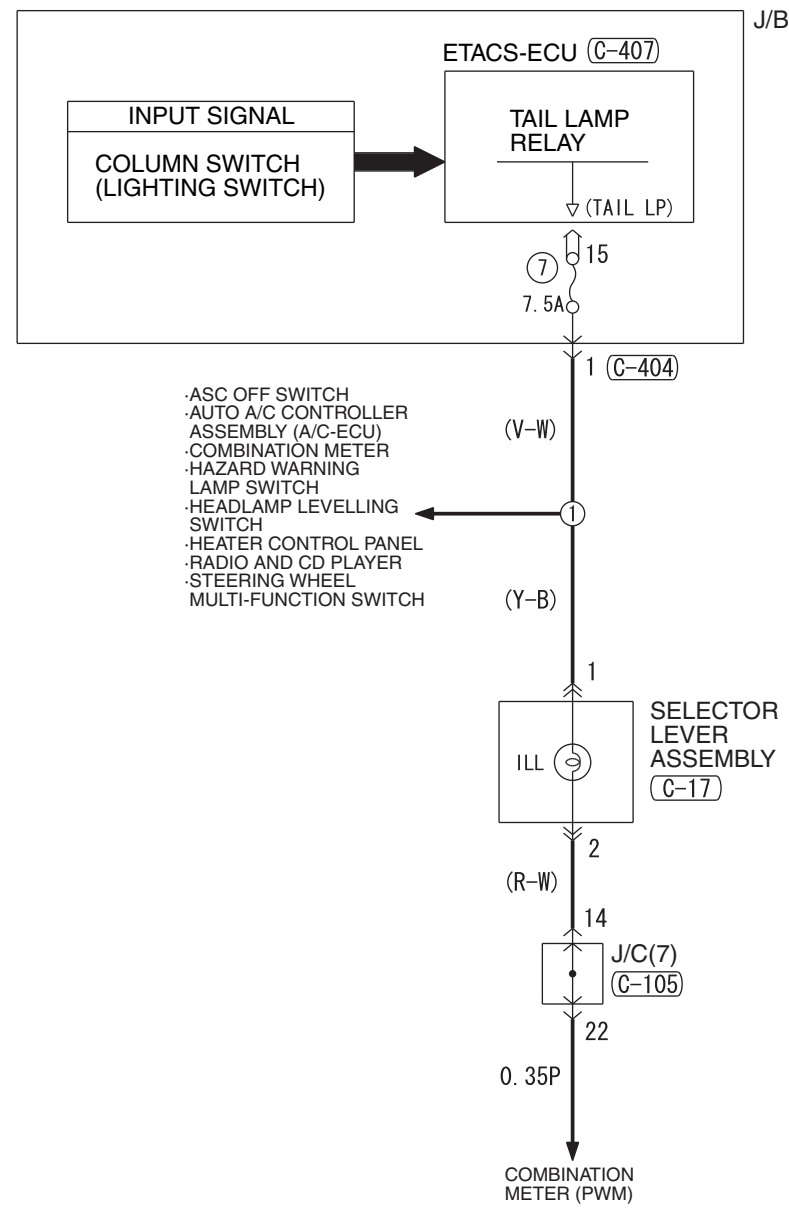 J/B
ETACS-ECU (C-407)
INPUT SIGNAL
COLUMN SWITCH
(LIGHTING SWITCH)
TAIL LAMP
RELAY
(TAIL LP)
15
7
7.5A
1 (C-404)
·ASC OFF SWITCH
·AUTO A/C CONTROLLER
ASSEMBLY (A/C-ECU)
·COMBINATION METER
·HAZARD WARNING
LAMP SWITCH
·HEADLAMP LEVELLING
SWITCH
·HEATER CONTROL PANEL
·RADIO AND CD PLAYER
·STEERING WHEEL
MULTI-FUNCTION SWITCH
(V-W)
1
(Y-B)
1
SELECTOR
LEVER
ASSEMBLY
(C-17)
ILL
2
(R-W)
14
J/C(7)
(C-105)
22
0.35P
COMBINATION
METER (PWM)